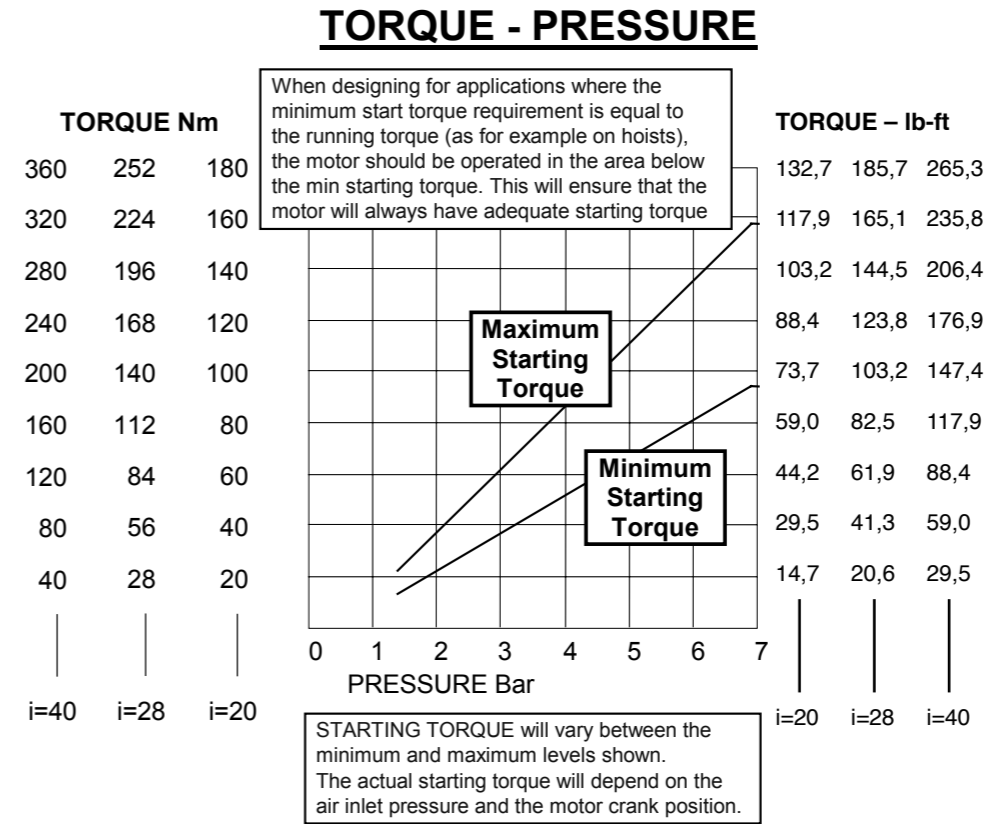 TORQUE - PRESSURE
When designing for applications where the
minimum start torque requirement is equal to
the running torque (as for example on hoists),
the motor should be operated in the area below
the min starting torque. This will ensure that the
motor will always have adequate starting torque
TORQUE Nm
360 252 180
320 224 160
280 196 140
240 168 120
200 140 100
160 112 80
120 84 60
80 56 40
40 28 20
i=40 i=28 i=20
Maximum
Starting
Torque
Minimum
Starting
Torque
0 1 2 3 4 5 6 7
PRESSURE Bar
TORQUE – lb-ft
132,7 185,7 265,3
117,9 165,1 235,8
103,2 144,5 206,4
88,4 123,8 176,9
73,7 103,2 147,4
59,0 82,5 117,9
44,2 61,9 88,4
29,5 41,3 59,0
14,7 20,6 29,5
i=20 i=28 i=40
STARTING TORQUE will vary between the
minimum and maximum levels shown.
The actual starting torque will depend on the
air inlet pressure and the motor crank position.